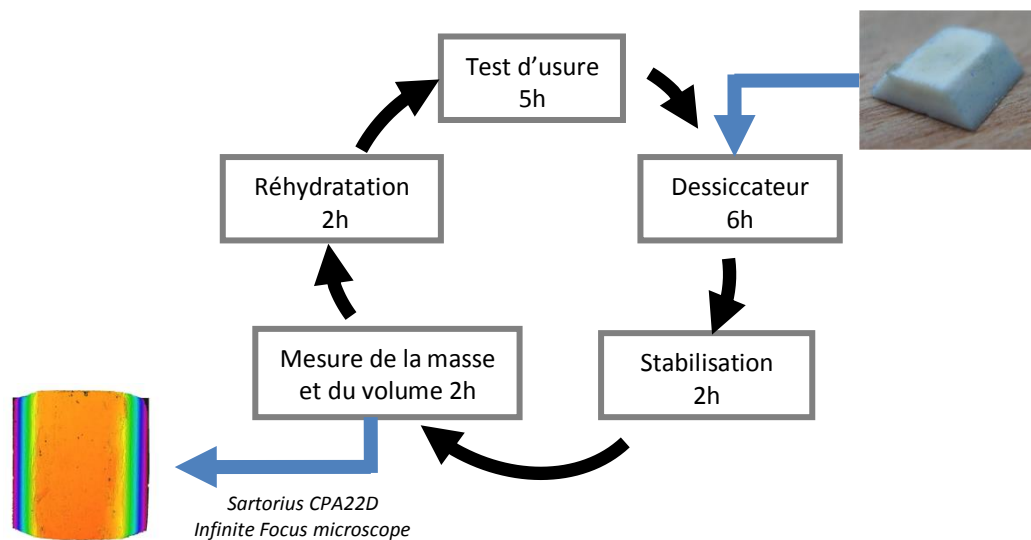 Test d’usure
5h
Réhydratation
2h
Dessiccateur
6h
Mesure de la masse
et du volume 2h
Stabilisation
2h
Sartorius CPA22D
Infinite Focus microscope